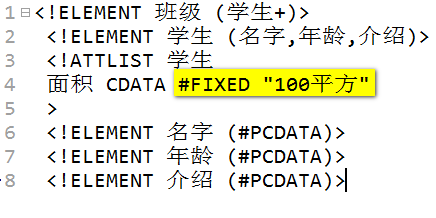 1 <!ELEMENT 班级 (学生+)>
2 <!ELEMENT 学生 (名字,年龄,介绍)>
3 <!ATTLIST 学生
4 面积 CDATA #FIXED "100平方"
5 >
6 <!ELEMENT 名字 (#PCDATA)>
7 <!ELEMENT 年龄 (#PCDATA)>
8 <!ELEMENT 介绍 (#PCDATA)>